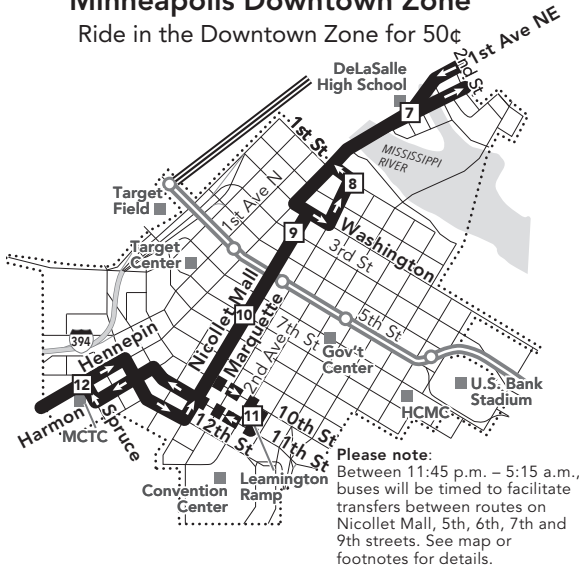 Minneapolis Downtown Zone
Ride in the Downtown Zone for 50¢
1st Ave NE
2nd St
DeLaSalle
High School
7
1st St
MISSISSIPPI
RIVER
8
Target
Field
1st Ave N
9
Washington
3rd St
Target
Center
Nicollet Mall
10
Marquette
2nd Ave
7th St
5th St
Gov't
Center
394
Hennepin
12
Harmon
MCTC
Spruce
12th St
11
10th St
11th St
HCMC
U.S. Bank
Stadium
Convention
Center
Leamington
Ramp
Please note:
Between 11:45 p.m. – 5:15 a.m.,
buses will be timed to facilitate
transfers between routes on
Nicollet Mall, 5th, 6th, 7th and
9th streets. See map or
footnotes for details.